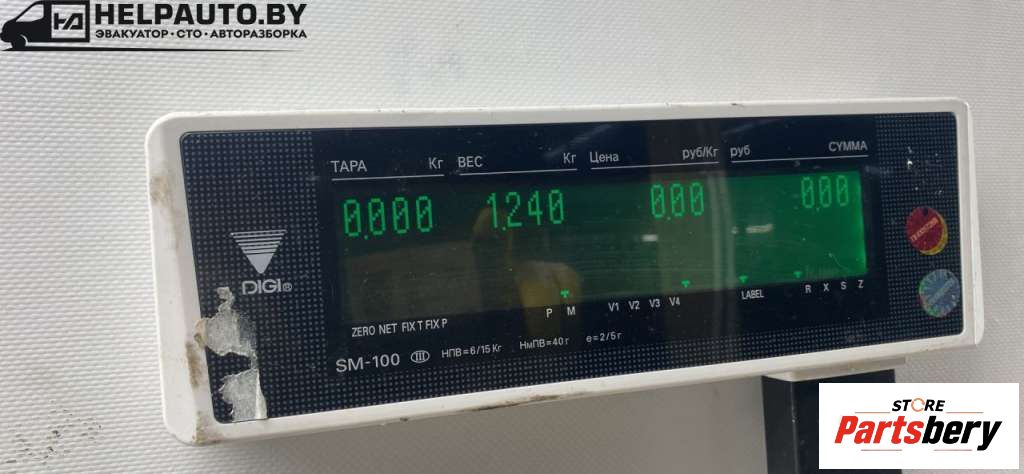 HELPAUTO.BY
ЭВАКУАТОР • СТО • АВТОРАЗБОРКА
ТАРА Кг ВЕС Кг Цена руб/Кг руб СУММА
0.000 1.240 0.00 0.00
DIGI®
P M V1 V2 V3 V4 LABEL R X S Z
ZERO NET FIX T FIX P
SM-100 III НПВ=6/15 Кг НмПВ=40 г e=2/5 г
STORE
Partsbery